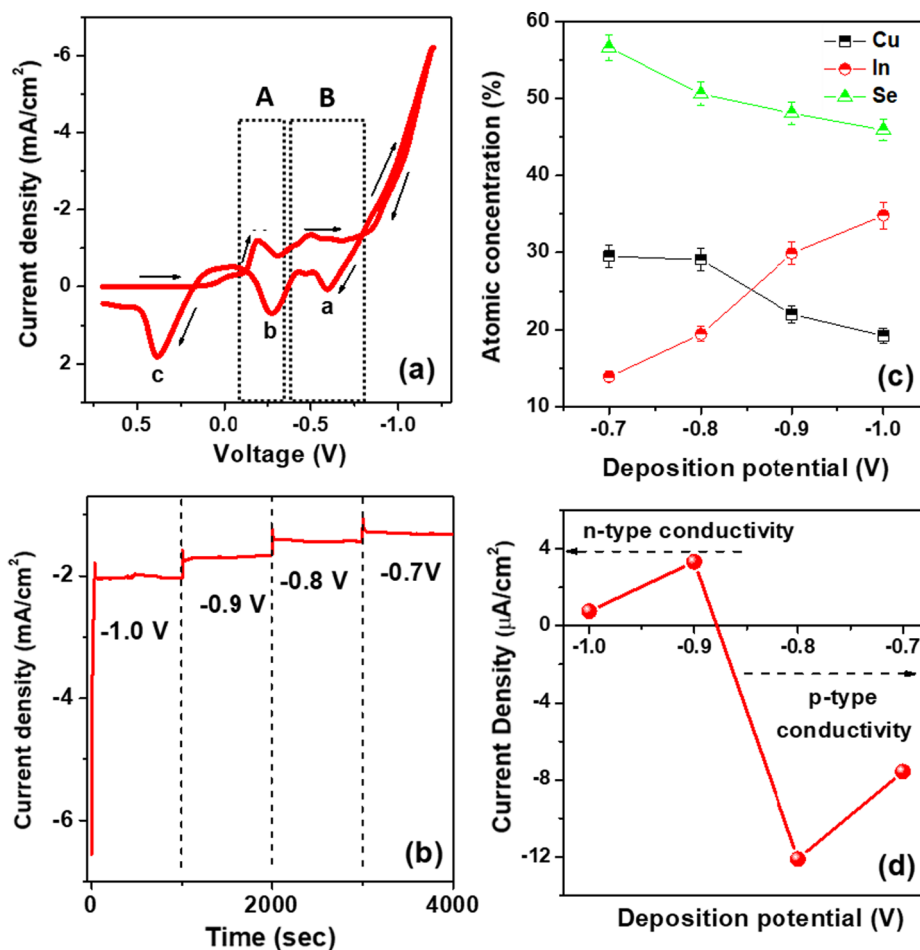 A
B
a
b
c
(a)
-6
-4
-2
0
2
0.5
0.0
-0.5
-1.0
Voltage (V)
Current density (mA/cm²)
Cu
In
Se
60
50
40
30
20
10
-0.7
-0.8
-0.9
-1.0
(c)
Deposition potential (V)
Atomic concentration (%)
-2
-4
-6
-1.0 V
-0.9 V
-0.8 V
-0.7V
(b)
0
2000
4000
Time (sec)
Current density (mA/cm²)
n-type conductivity
4
0
-4
-8
-12
-1.0
-0.9
-0.8
-0.7
p-type
conductivity
(d)
Deposition potential (V)
Current Density (µA/cm²)